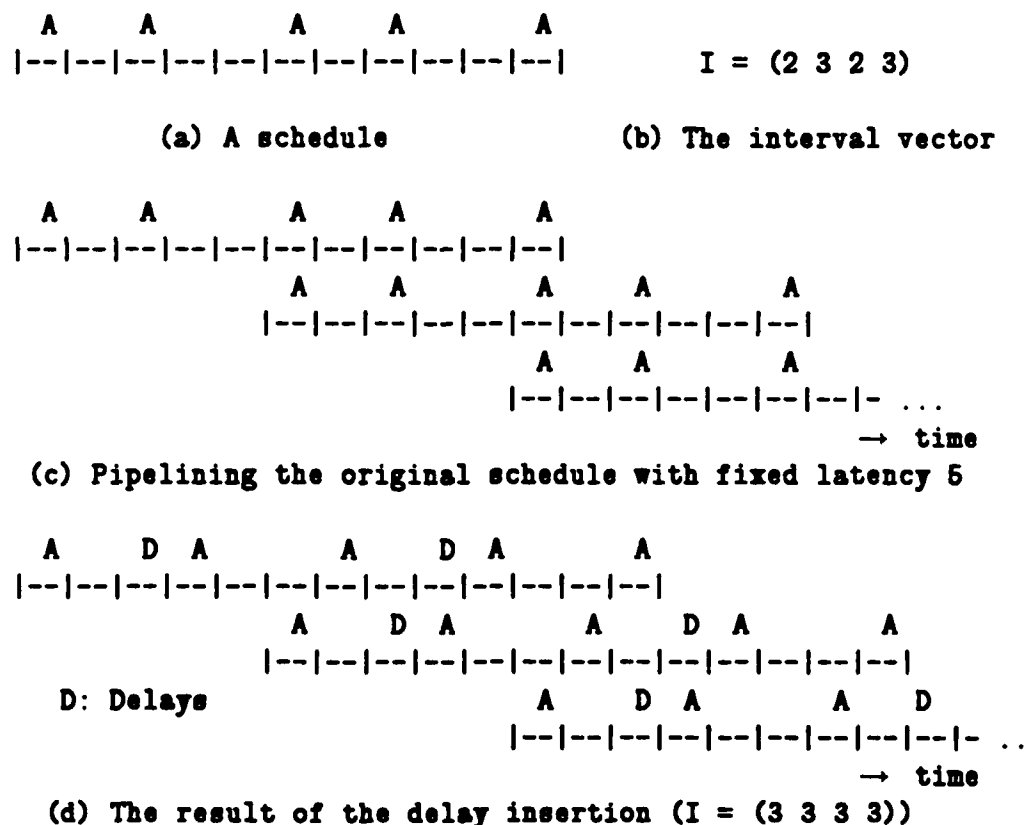 A A A A A
|--|--|--|--|--|--|--|--|--|--|--|
I = (2 3 2 3)
(a) A schedule
(b) The interval vector
A A A A A
|--|--|--|--|--|--|--|--|--|--|--|
A A A A A
|--|--|--|--|--|--|--|--|--|--|--|
A A A
|--|--|--|--|--|--|--|- ...
→ time
(c) Pipelining the original schedule with fixed latency 5
A D A A D A A
|--|--|--|--|--|--|--|--|--|--|--|--|--|
A D A A D A A
|--|--|--|--|--|--|--|--|--|--|--|--|--|
D: Delays
A D A A D
|--|--|--|--|--|--|--|--|--|- ..
→ time
(d) The result of the delay insertion (I = (3 3 3 3))